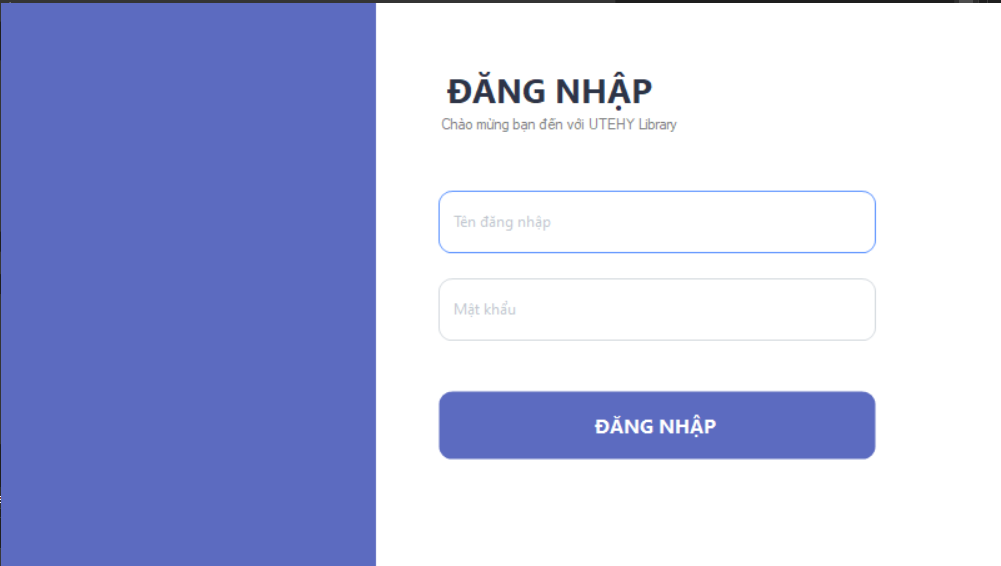 ĐĂNG NHẬP
Chào mừng bạn đến với UTEHY Library
Tên đăng nhập
Mật khẩu
ĐĂNG NHẬP